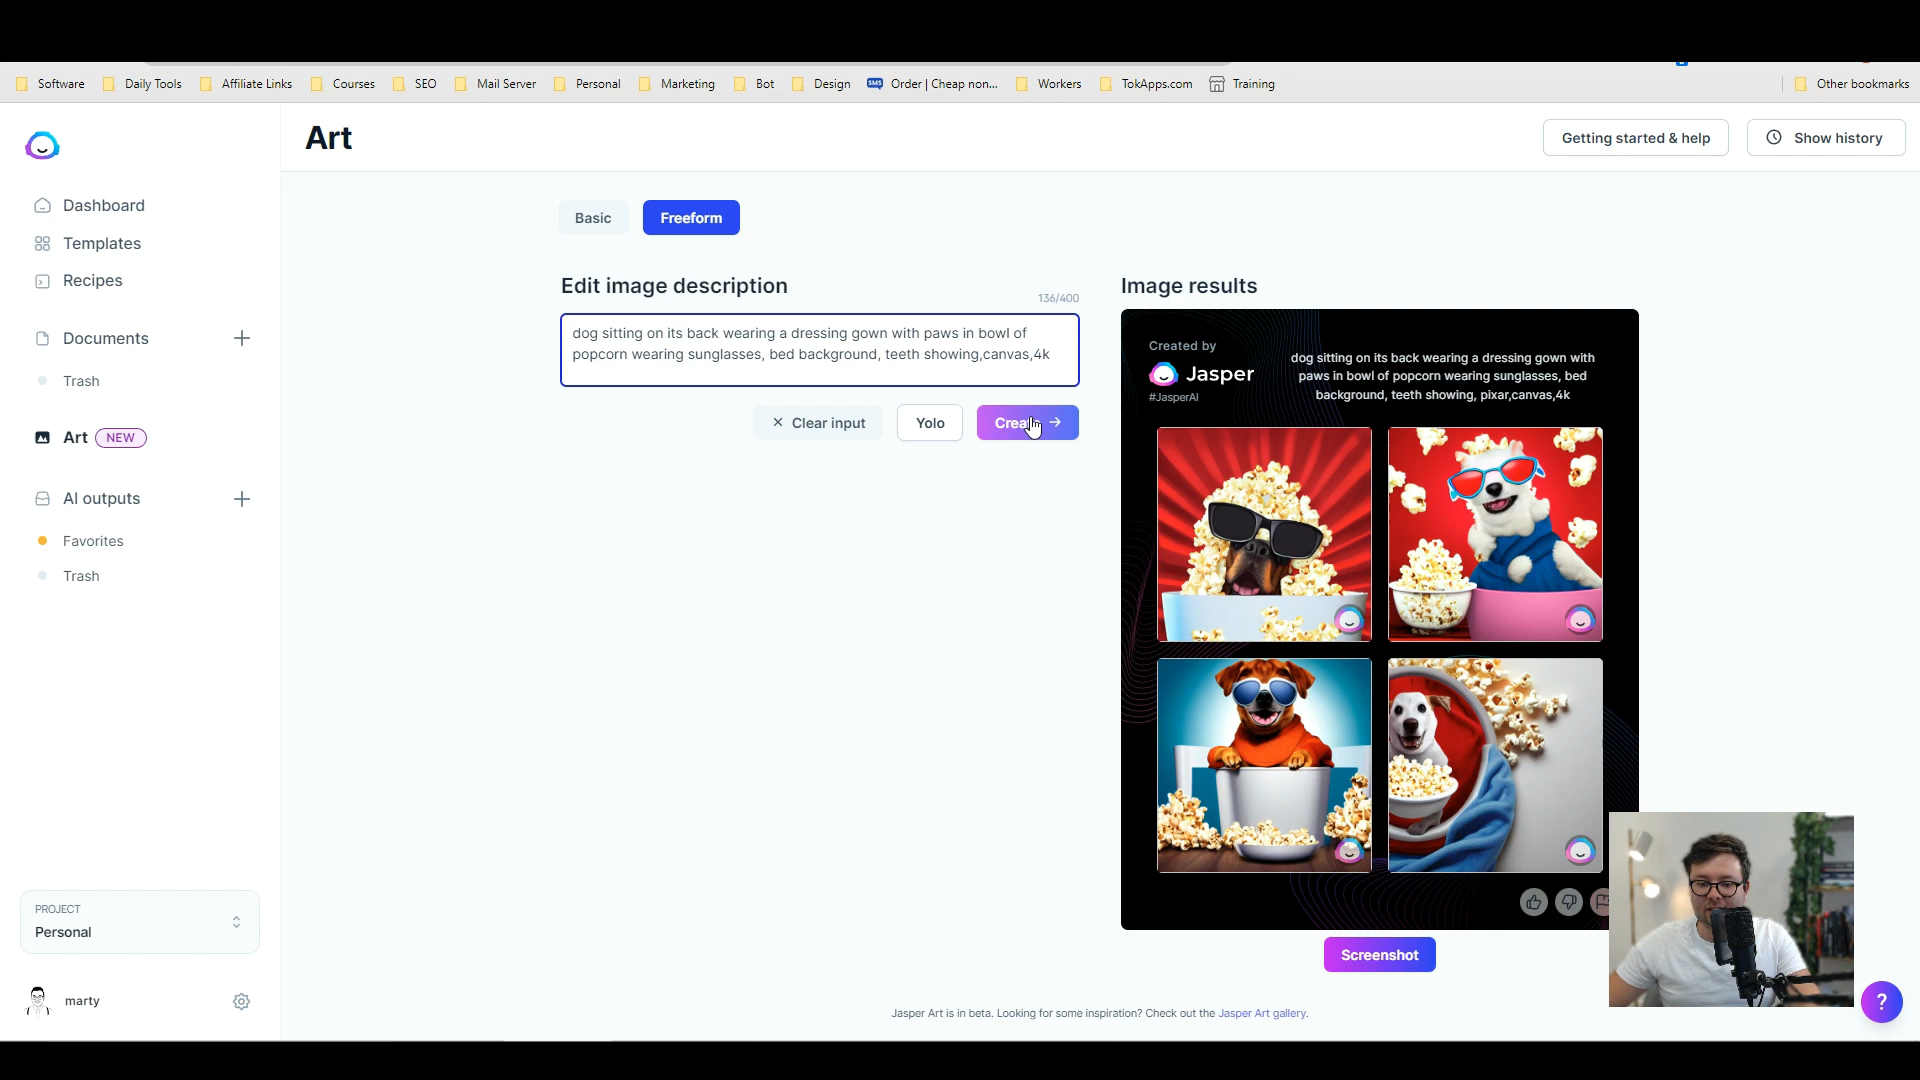 Software Daily Tools Affiliate Links Courses SEO Mail Server Personal Marketing Bot Design SMS Order | Cheap non... Workers TokApps.com Training Other bookmarks
Art
Getting started & help
Show history
Dashboard
Templates
Recipes
Documents
Trash
Art NEW
AI outputs
Favorites
Trash
PROJECT
Personal
marty
Basic
Freeform
Edit image description
136/400
dog sitting on its back wearing a dressing gown with paws in bowl of
popcorn wearing sunglasses, bed background, teeth showing,canvas,4k
Clear input
Yolo
Image results
Created by
Jasper
#JasperAI
dog sitting on its back wearing a dressing gown with
paws in bowl of popcorn wearing sunglasses, bed
background, teeth showing, pixar,canvas,4k
Screenshot
Jasper Art is in beta. Looking for some inspiration? Check out the Jasper Art gallery.
?